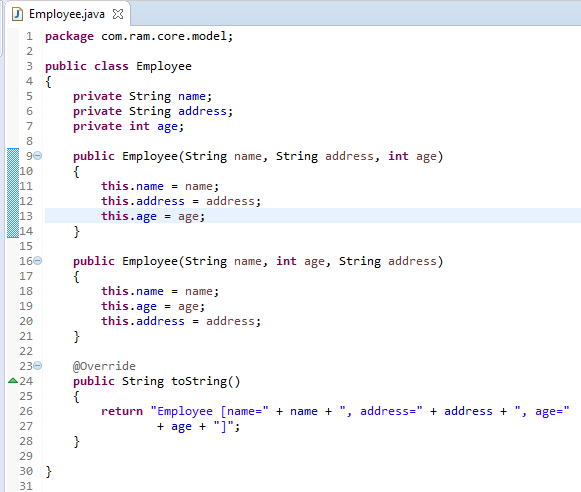 Employee.java
1 package com.ram.core.model;
2
3 public class Employee
4 {
5     private String name;
6     private String address;
7     private int age;
8
9     public Employee(String name, String address, int age)
10     {
11         this.name = name;
12         this.address = address;
13         this.age = age;
14     }
15
16     public Employee(String name, int age, String address)
17     {
18         this.name = name;
19         this.age = age;
20         this.address = address;
21     }
22
23     @Override
24     public String toString()
25     {
26         return "Employee [name=" + name + ", address=" + address + ", age="
27                 + age + "]";
28     }
29
30 }
31